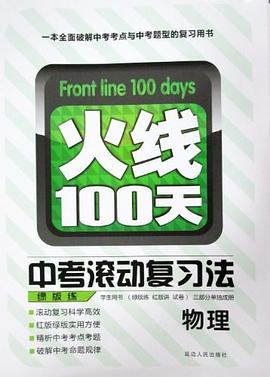 一本全面破解中考考点与中考题型的复习用书
Front line 100 days
火线
100天
中考滚动复习法
绿版练
学生用书（绿版练 红版讲 试卷）三部分单独成册
滚动复习科学高效
红版绿版实用方便
精析中考考点考题
破解中考命题规律
物理
延边人民出版社